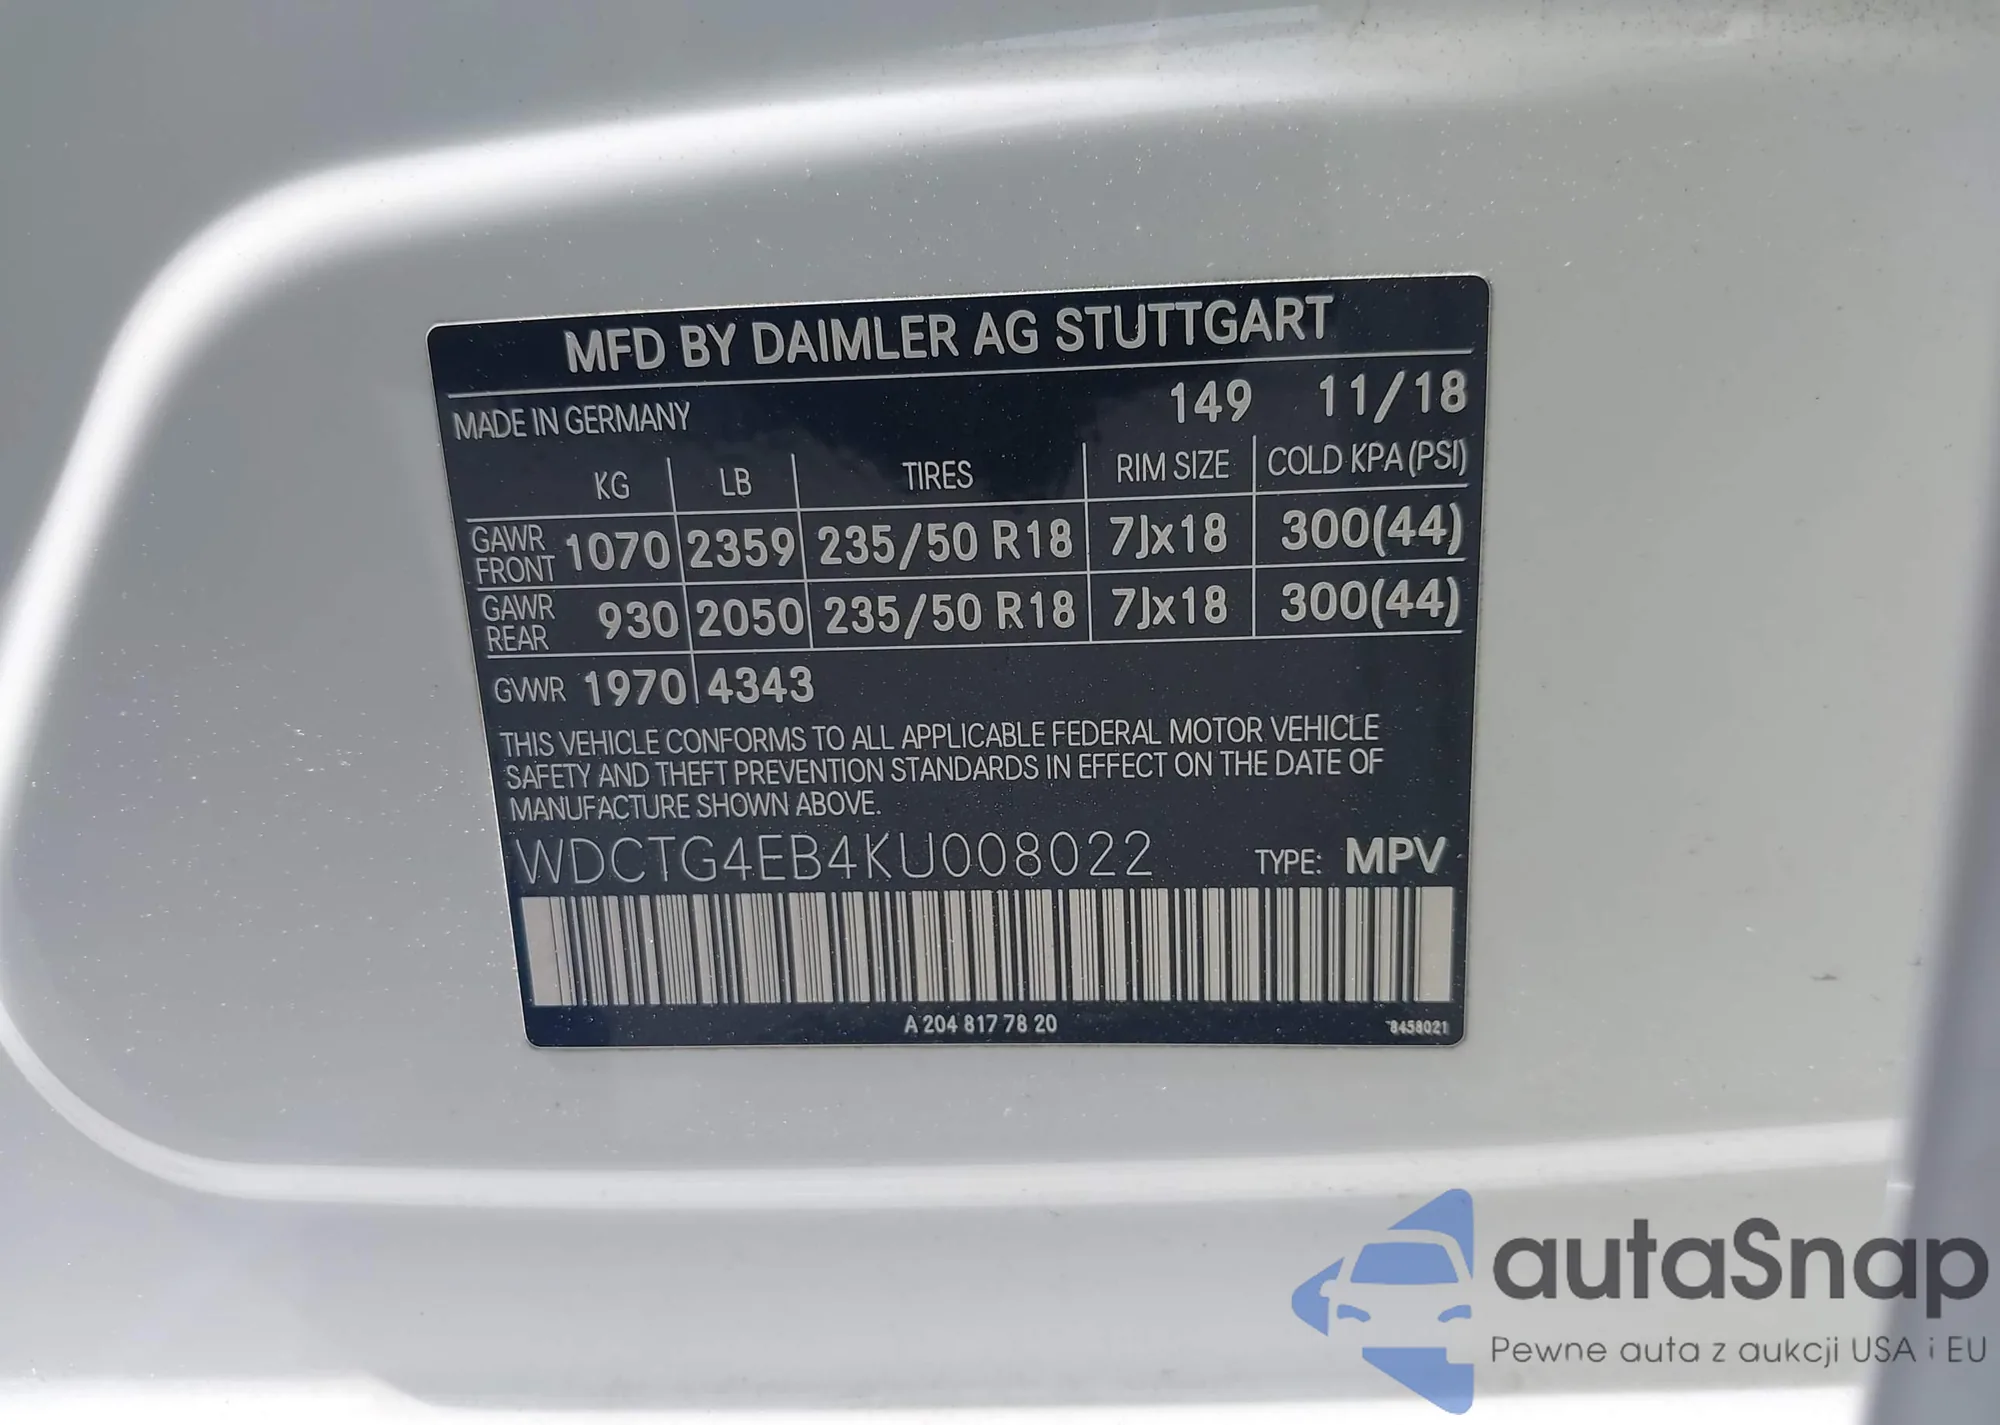 MFD BY DAIMLER AG STUTTGART
MADE IN GERMANY 149 11/18
KG LB TIRES RIM SIZE COLD KPA (PSI)
GAWR FRONT 1070 2359 235/50 R18 7Jx18 300(44)
GAWR REAR 930 2050 235/50 R18 7Jx18 300(44)
GVWR 1970 4343
THIS VEHICLE CONFORMS TO ALL APPLICABLE FEDERAL MOTOR VEHICLE
SAFETY AND THEFT PREVENTION STANDARDS IN EFFECT ON THE DATE OF
MANUFACTURE SHOWN ABOVE.
WDCTG4EB4KU008022 TYPE: MPV
A 204 817 78 20 8458021
autaSnap
Pewne auta z aukcji USA i EU